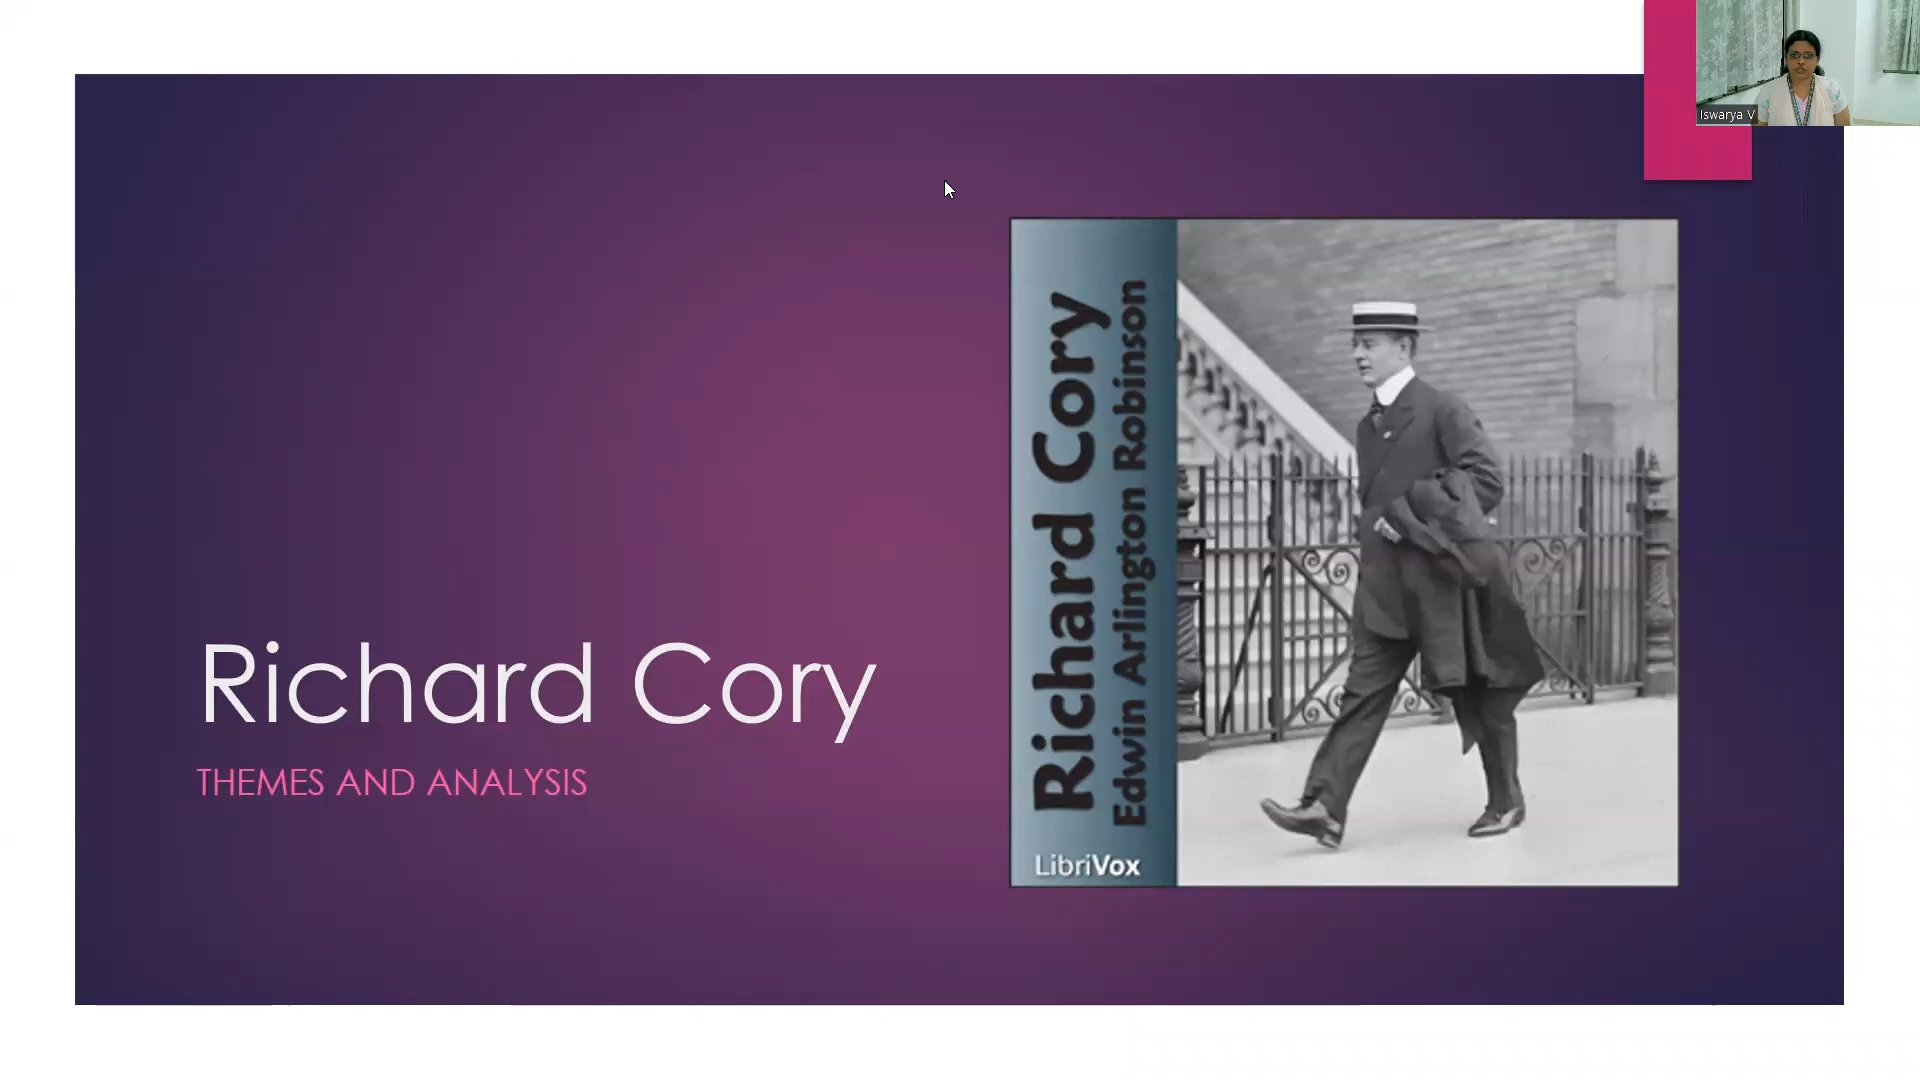 Iswarya V
Richard Cory
THEMES AND ANALYSIS
Richard Cory
Edwin Arlington Robinson
LibriVox